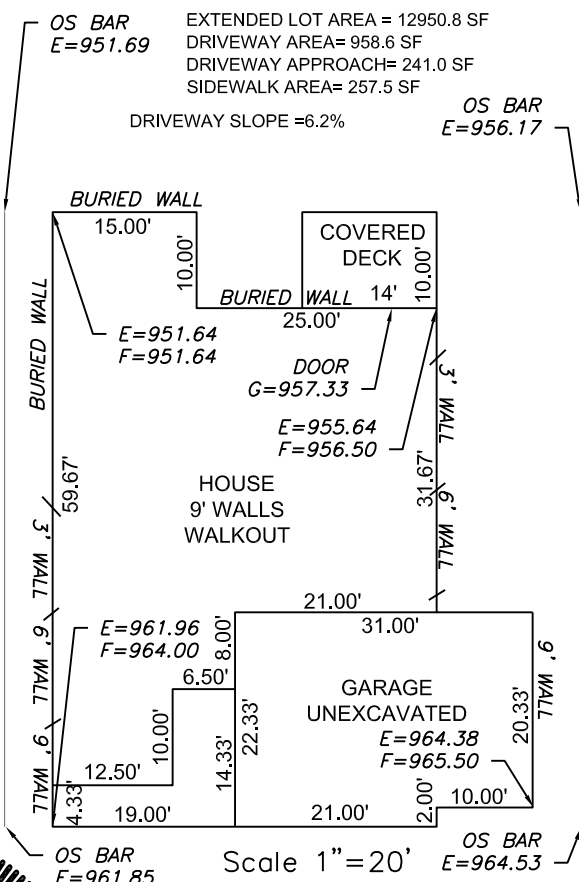 OS BAR
E=951.69
EXTENDED LOT AREA = 12950.8 SF
DRIVEWAY AREA= 958.6 SF
DRIVEWAY APPROACH= 241.0 SF
SIDEWALK AREA= 257.5 SF
DRIVEWAY SLOPE =6.2%
OS BAR
E=956.17
BURIED WALL
15.00'
10.00'
COVERED
DECK
10.00'
BURIED WALL
14'
25.00'
BURIED WALL
E=951.64
F=951.64
DOOR
G=957.33
3' WALL
E=955.64
F=956.50
59.67'
HOUSE
9' WALLS
WALKOUT
31.67'
6' WALL
3' WALL
21.00'
31.00'
6' WALL
E=961.96
F=964.00
8.00'
6.50'
9' WALL
GARAGE
UNEXCAVATED
20.33'
10.00'
22.33'
14.33'
E=964.38
F=965.50
9' WALL
12.50'
4.33'
19.00'
21.00'
2.00'
10.00'
OS BAR
E=961.85
Scale 1"=20'
OS BAR
E=964.53